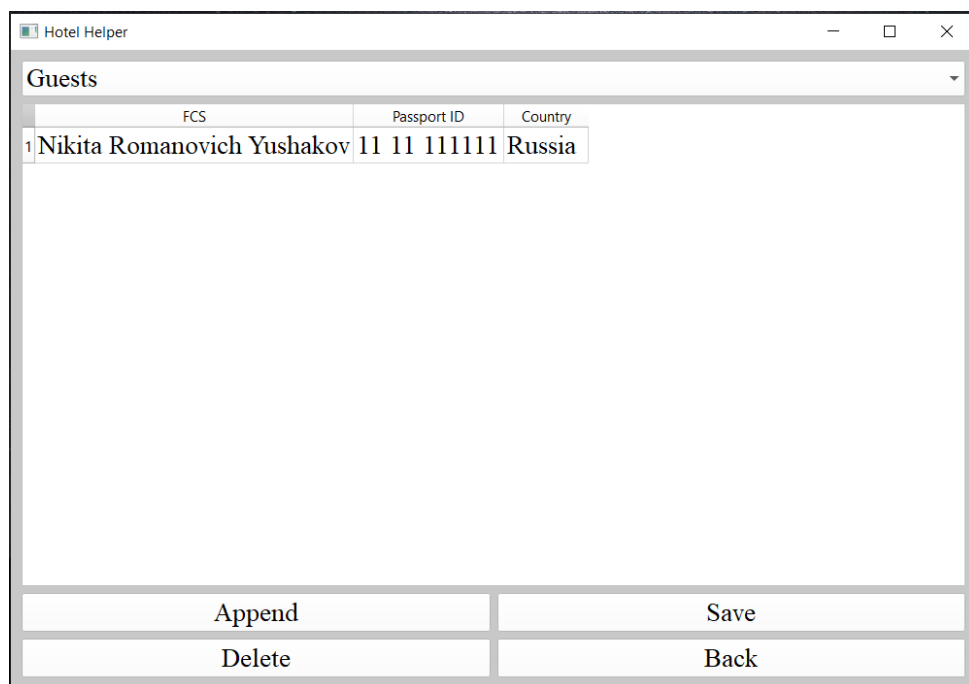 Hotel Helper
Guests
FCS Passport ID Country
1 Nikita Romanovich Yushakov 11 11 111111 Russia
Append Save
Delete Back